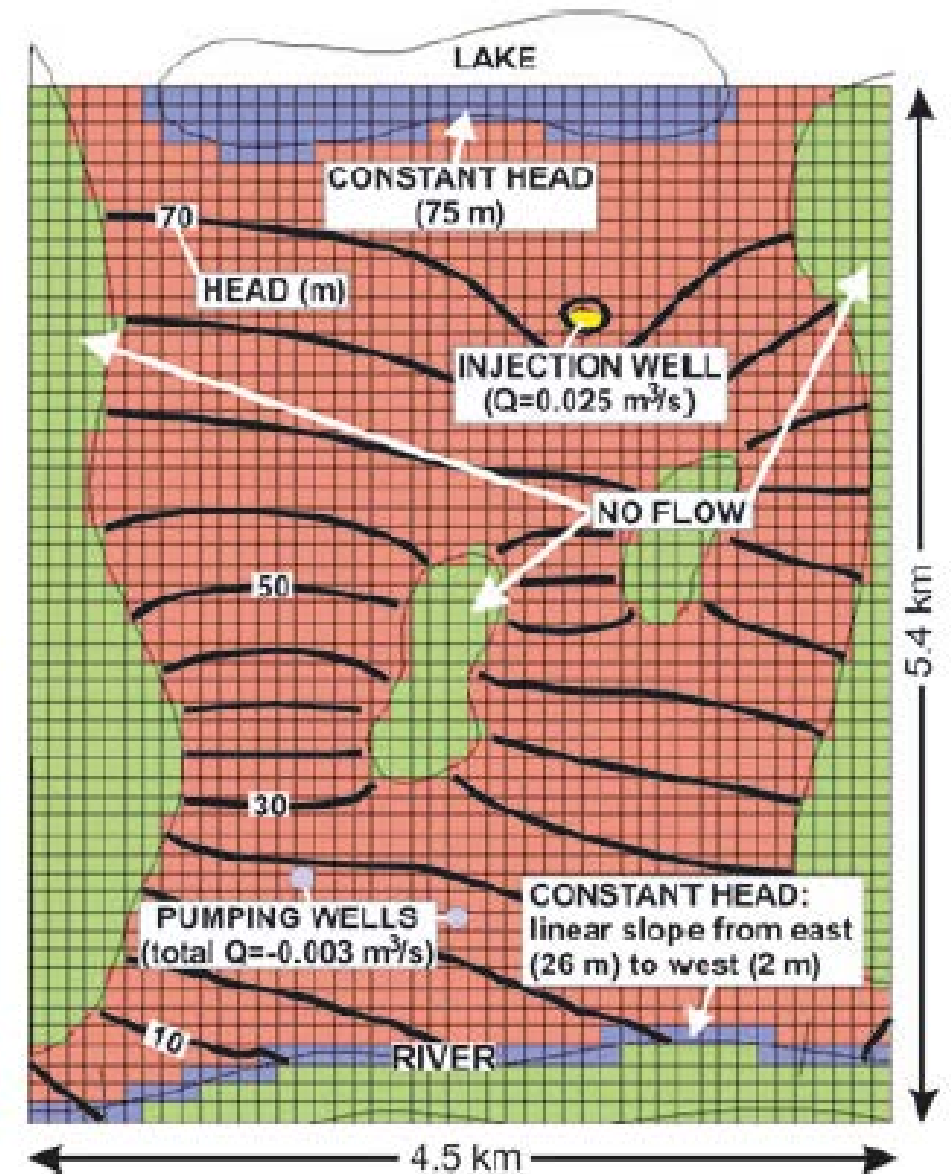 LAKE
CONSTANT HEAD
(75 m)
70
HEAD (m)
INJECTION WELL
(Q=0.025 m³/s)
NO FLOW
50
5.4 km
30
CONSTANT HEAD:
linear slope from east
(26 m) to west (2 m)
PUMPING WELLS
(total Q=-0.003 m³/s)
10
RIVER
4.5 km